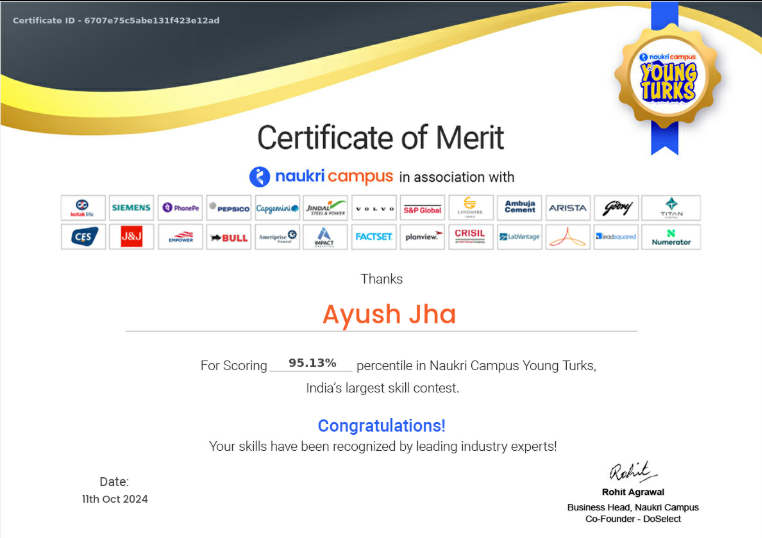 Certificate ID - 6707e75c5abe131f423e12ad
naukri campus
YOUNG
TURKS
Certificate of Merit
naukri campus in association with
kotak life SIEMENS PhonePe PEPSICO Capgemini JINDAL STEEL & POWER VOLVO S&P Global LANDMARK GROUP Ambuja Cement ARISTA Godrej TITAN
CES J&J EMPOWER BULL Ameriprise Financial IMPACT ANALYTICS FACTSET planview CRISIL LabVantage leadsquared Numerator
Thanks
Ayush Jha
For Scoring 95.13% percentile in Naukri Campus Young Turks,
India's largest skill contest.
Congratulations!
Your skills have been recognized by leading industry experts!
Date:
11th Oct 2024
Rohit
Rohit Agrawal
Business Head, Naukri Campus
Co-Founder - DoSelect